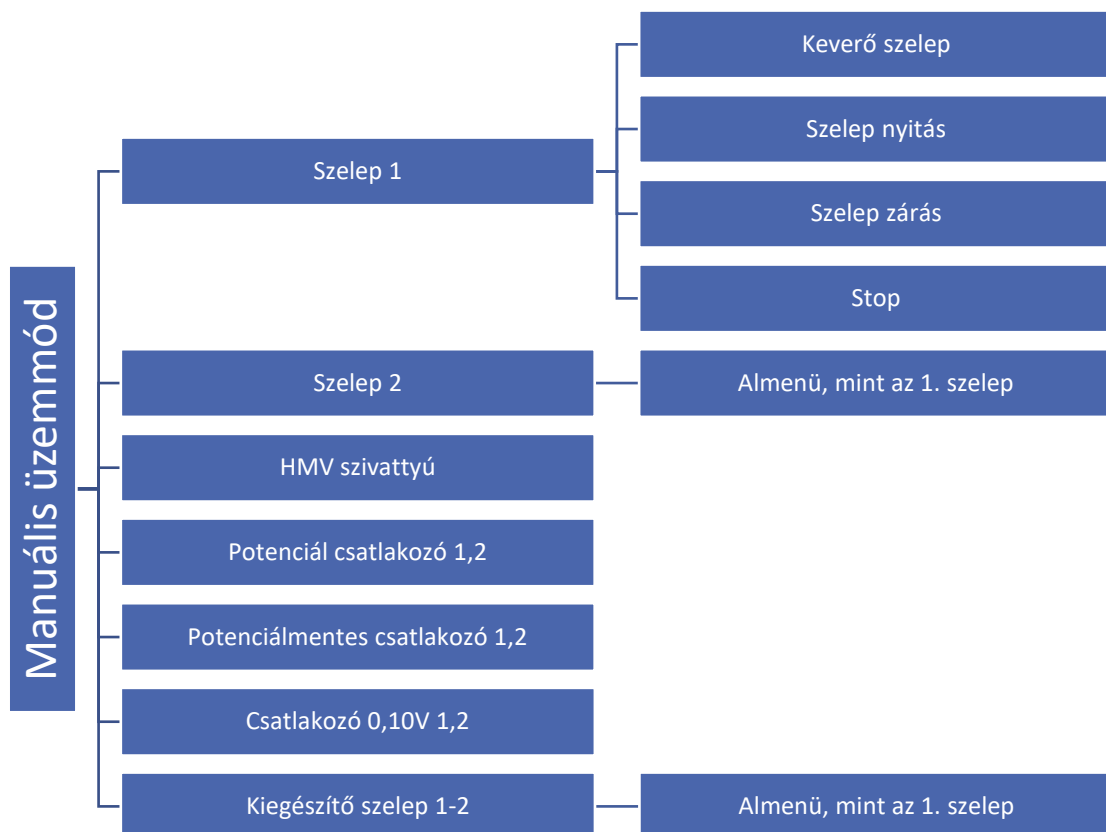 Manuális üzemmód
Szelep 1
Keverő szelep
Szelep nyitás
Szelep zárás
Stop
Szelep 2
Almenü, mint az 1. szelep
HMV szivattyú
Potenciál csatlakozó 1,2
Potenciálmentes csatlakozó 1,2
Csatlakozó 0,10V 1,2
Kiegészítő szelep 1-2
Almenü, mint az 1. szelep